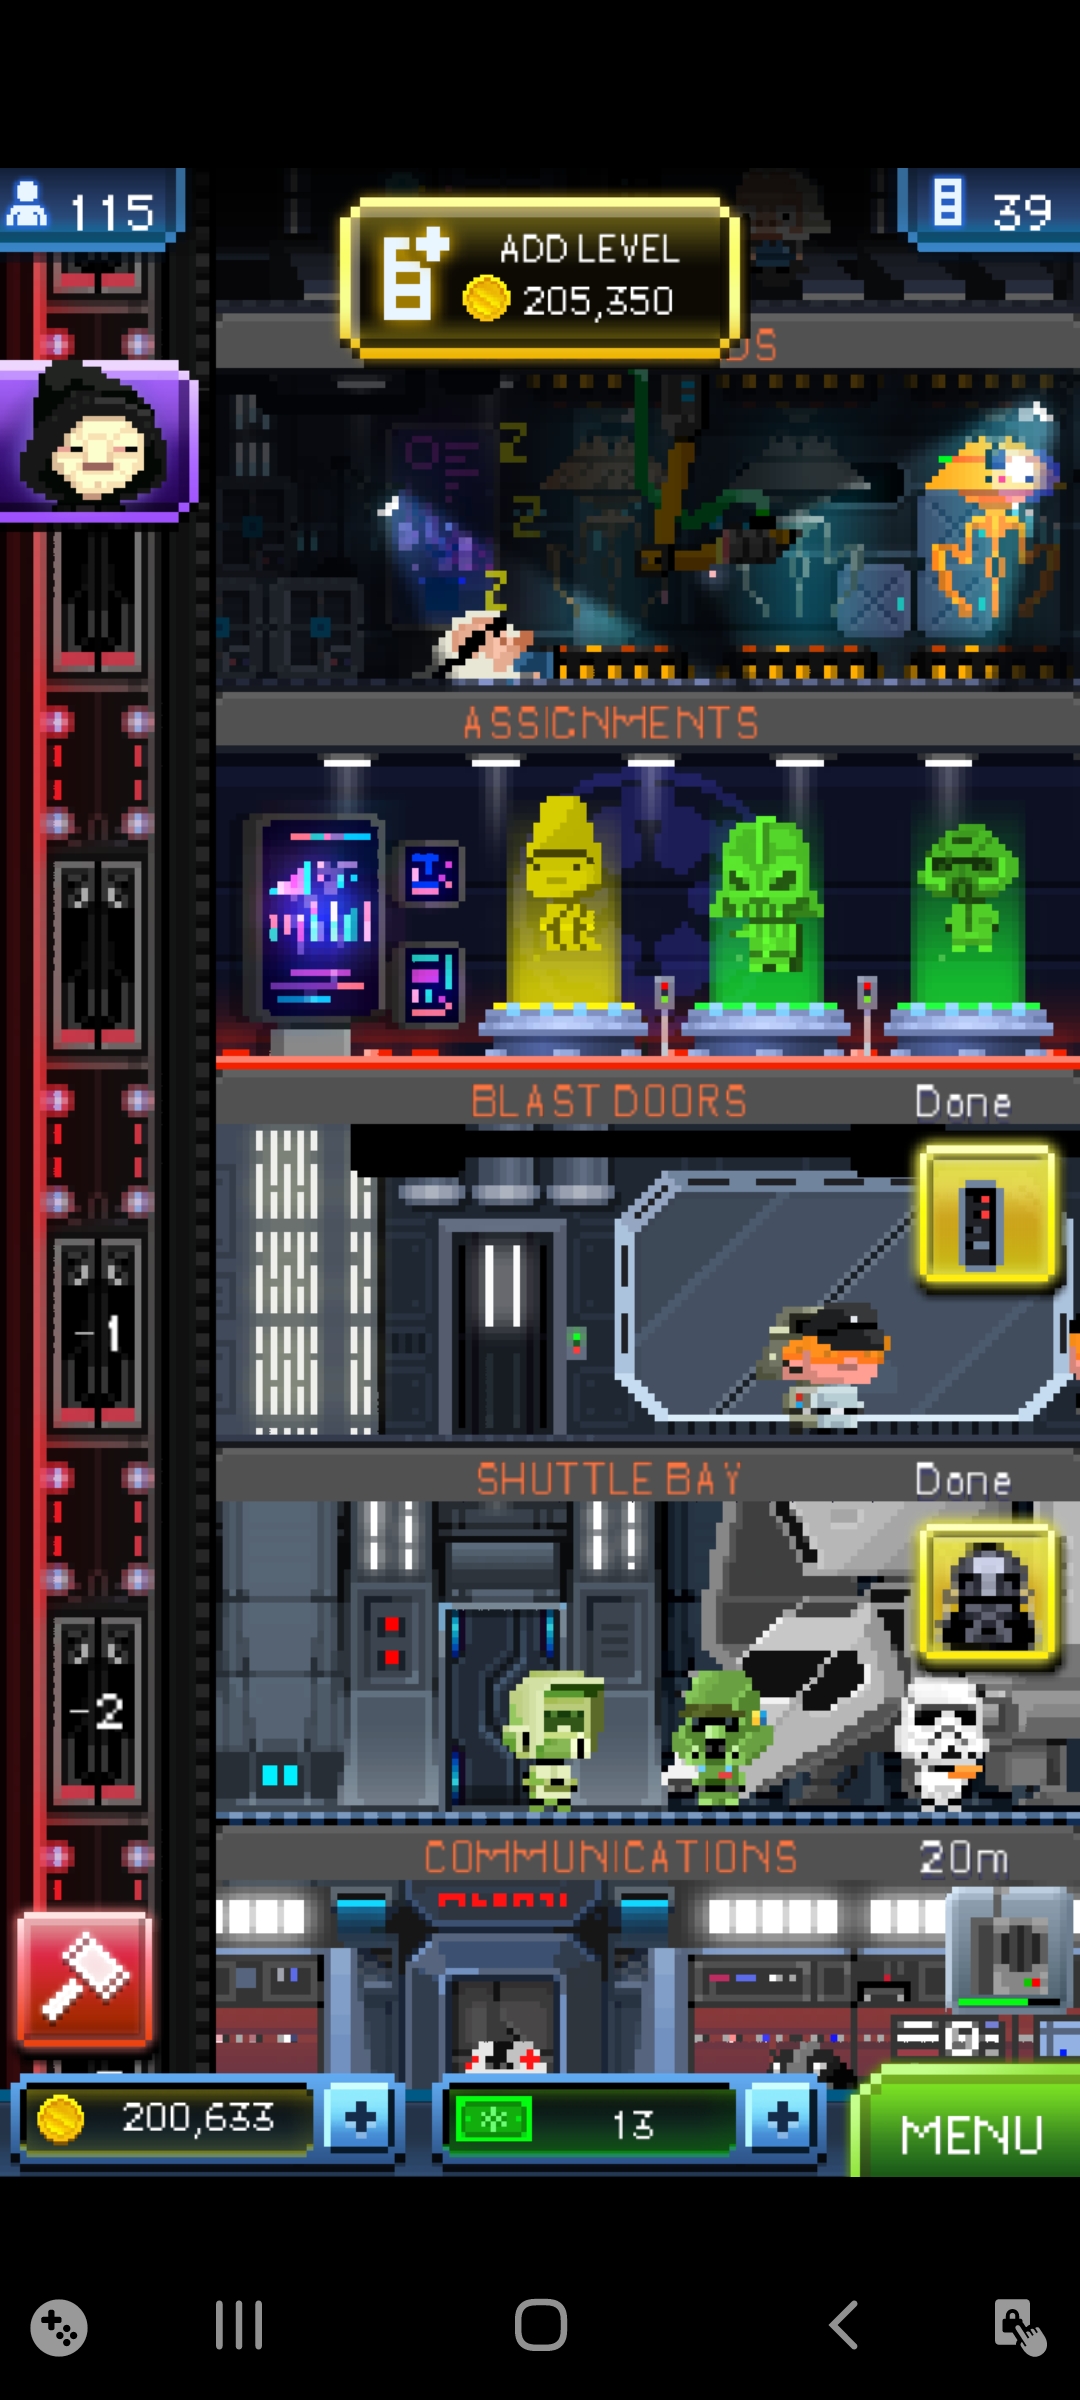 115
ADD LEVEL
205,350
39
DS
Z
Z
Z
ASSIGNMENTS
BLAST DOORS Done
-1
SHUTTLE BAY Done
-2
COMMUNICATIONS 20m
200,633
13
MENU